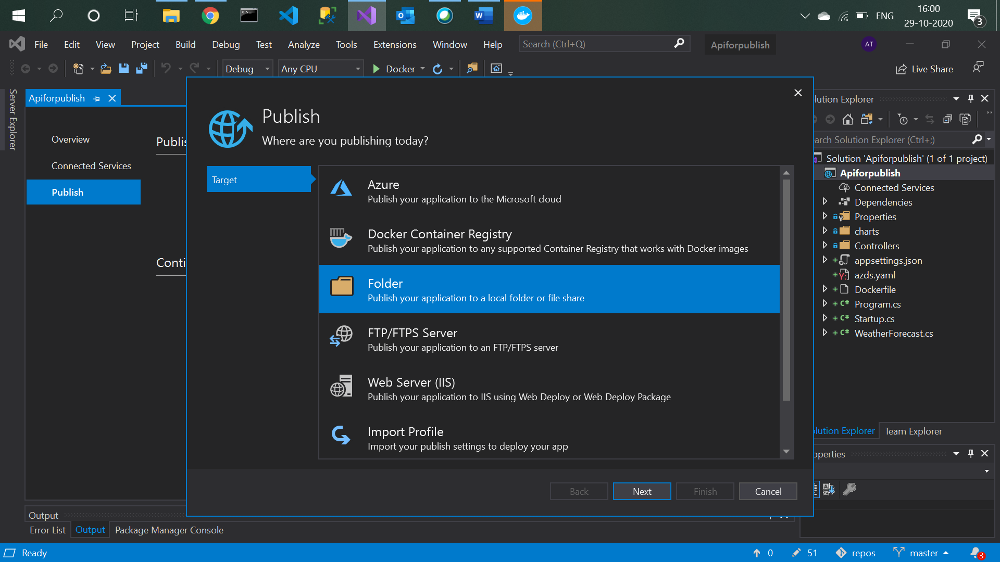 ENG
16:00
29-10-2020
3
File Edit View Project Build Debug Test Analyze Tools Extensions Window Help
Search (Ctrl+Q)
Apiforpublish
AT
Debug
Any CPU
Docker
Live Share
Server Explorer
Apiforpublish
Overview
Connected Services
Publish
Publis
Conti
Publish
Where are you publishing today?
Target
Azure
Publish your application to the Microsoft cloud
Docker Container Registry
Publish your application to any supported Container Registry that works with Docker images
Folder
Publish your application to a local folder or file share
FTP/FTPS Server
Publish your application to an FTP/FTPS server
Web Server (IIS)
Publish your application to IIS using Web Deploy or Web Deploy Package
Import Profile
Import your publish settings to deploy your app
Back
Next
Finish
Cancel
lution Explorer
arch Solution Explorer (Ctrl+;)
Solution 'Apiforpublish' (1 of 1 project)
Apiforpublish
Connected Services
Dependencies
Properties
charts
Controllers
appsettings.json
azds.yaml
Dockerfile
C# Program.cs
C# Startup.cs
C# WeatherForecast.cs
lution Explorer
Team Explorer
operties
Output
Error List
Output
Package Manager Console
Ready
0
51
repos
master
3